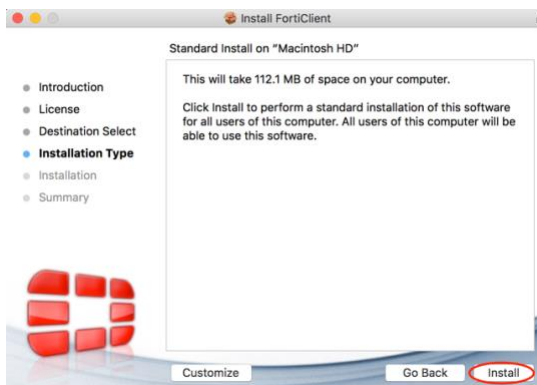 Install FortiClient
Standard Install on "Macintosh HD"
Introduction
License
Destination Select
Installation Type
Installation
Summary
This will take 112.1 MB of space on your computer.
Click Install to perform a standard installation of this software
for all users of this computer. All users of this computer will be
able to use this software.
Customize
Go Back
Install